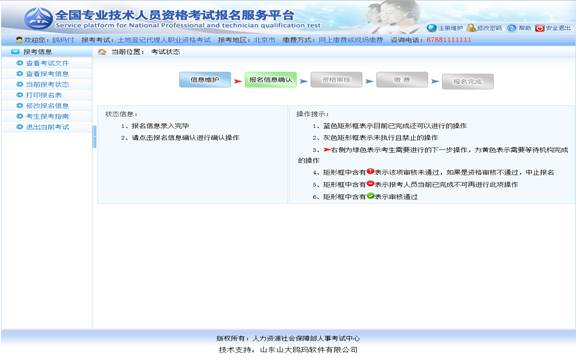 全国专业技术人员资格考试报名服务平台
Service platform for National Professional and technician qualification test
注册维护 修改密码 帮助 安全退出
欢迎您: 报考考试: 土地登记代理人职业资格考试 报考地区: 北京市 缴费方式: 网上缴费或现场缴费 咨询电话: 67881111111
报考信息
当前位置: 考试状态
查看考试文件
查看报考信息
当前报考状态
打印报名表
修改报名信息
考生报考指南
退出当前考试
信息维护 报名信息确认 资格审核 缴 费 报名完成
状态信息:
1、报名信息录入完毕
2、请点击报名信息确认进行确认操作
操作提示:
1、蓝色矩形框表示目前已完成还可以进行的操作
2、灰色矩形框表示未执行且禁止的操作
3、右侧为绿色表示考生需要进行的下一步操作,为黄色表示需要等待机构完成
的操作
4、矩形框中含有表示该项审核未通过,如果是资格审核不通过,中止报名
5、矩形框中含有表示报考人员当前已完成不可再进行此项操作
6、矩形框中含有表示审核通过
版权所有: 人力资源社会保障部人事考试中心
技术支持: 山东山大鸥玛软件有限公司